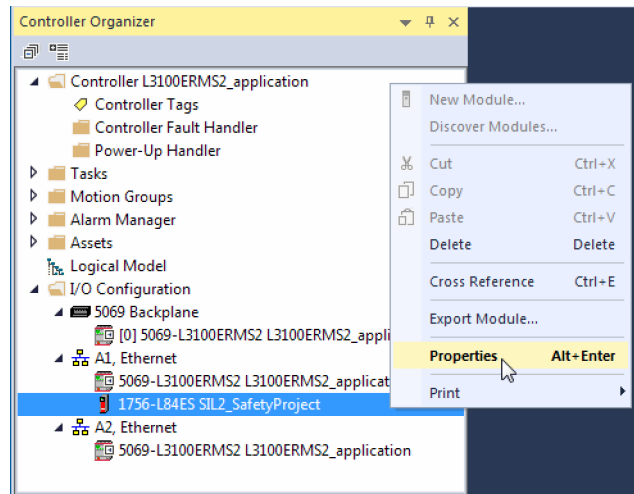 Controller Organizer
Controller L3100ERMS2_application
Controller Tags
Controller Fault Handler
Power-Up Handler
Tasks
Motion Groups
Alarm Manager
Assets
Logical Model
I/O Configuration
5069 Backplane
[0] 5069-L3100ERMS2 L3100ERMS2_appli
A1, Ethernet
5069-L3100ERMS2 L3100ERMS2_applicat
1756-L84ES SIL2_SafetyProject
A2, Ethernet
5069-L3100ERMS2 L3100ERMS2_application
New Module...
Discover Modules...
Cut Ctrl+X
Copy Ctrl+C
Paste Ctrl+V
Delete Delete
Cross Reference Ctrl+E
Export Module...
Properties Alt+Enter
Print